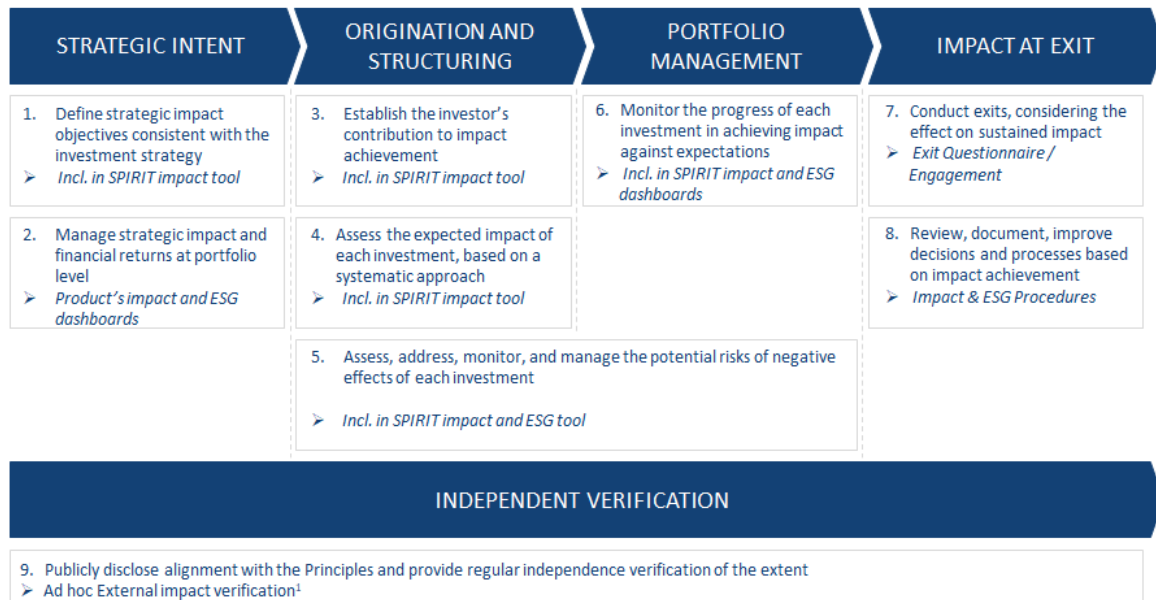 STRATEGIC INTENT
ORIGINATION AND
STRUCTURING
PORTFOLIO
MANAGEMENT
IMPACT AT EXIT
1. Define strategic impact
objectives consistent with the
investment strategy
➢ Incl. in SPIRIT impact tool
2. Manage strategic impact and
financial returns at portfolio
level
➢ Product's impact and ESG
dashboards
3. Establish the investor's
contribution to impact
achievement
➢ Incl. in SPIRIT impact tool
4. Assess the expected impact of
each investment, based on a
systematic approach
➢ Incl. in SPIRIT impact tool
6. Monitor the progress of each
investment in achieving impact
against expectations
➢ Incl. in SPIRIT impact and ESG
dashboards
5. Assess, address, monitor, and manage the potential risks of negative
effects of each investment
➢ Incl. in SPIRIT impact and ESG tool
7. Conduct exits, considering the
effect on sustained impact
➢ Exit Questionnaire /
Engagement
8. Review, document, improve
decisions and processes based
on impact achievement
➢ Impact & ESG Procedures
INDEPENDENT VERIFICATION
9. Publicly disclose alignment with the Principles and provide regular independence verification of the extent
➢ Ad hoc External impact verification¹